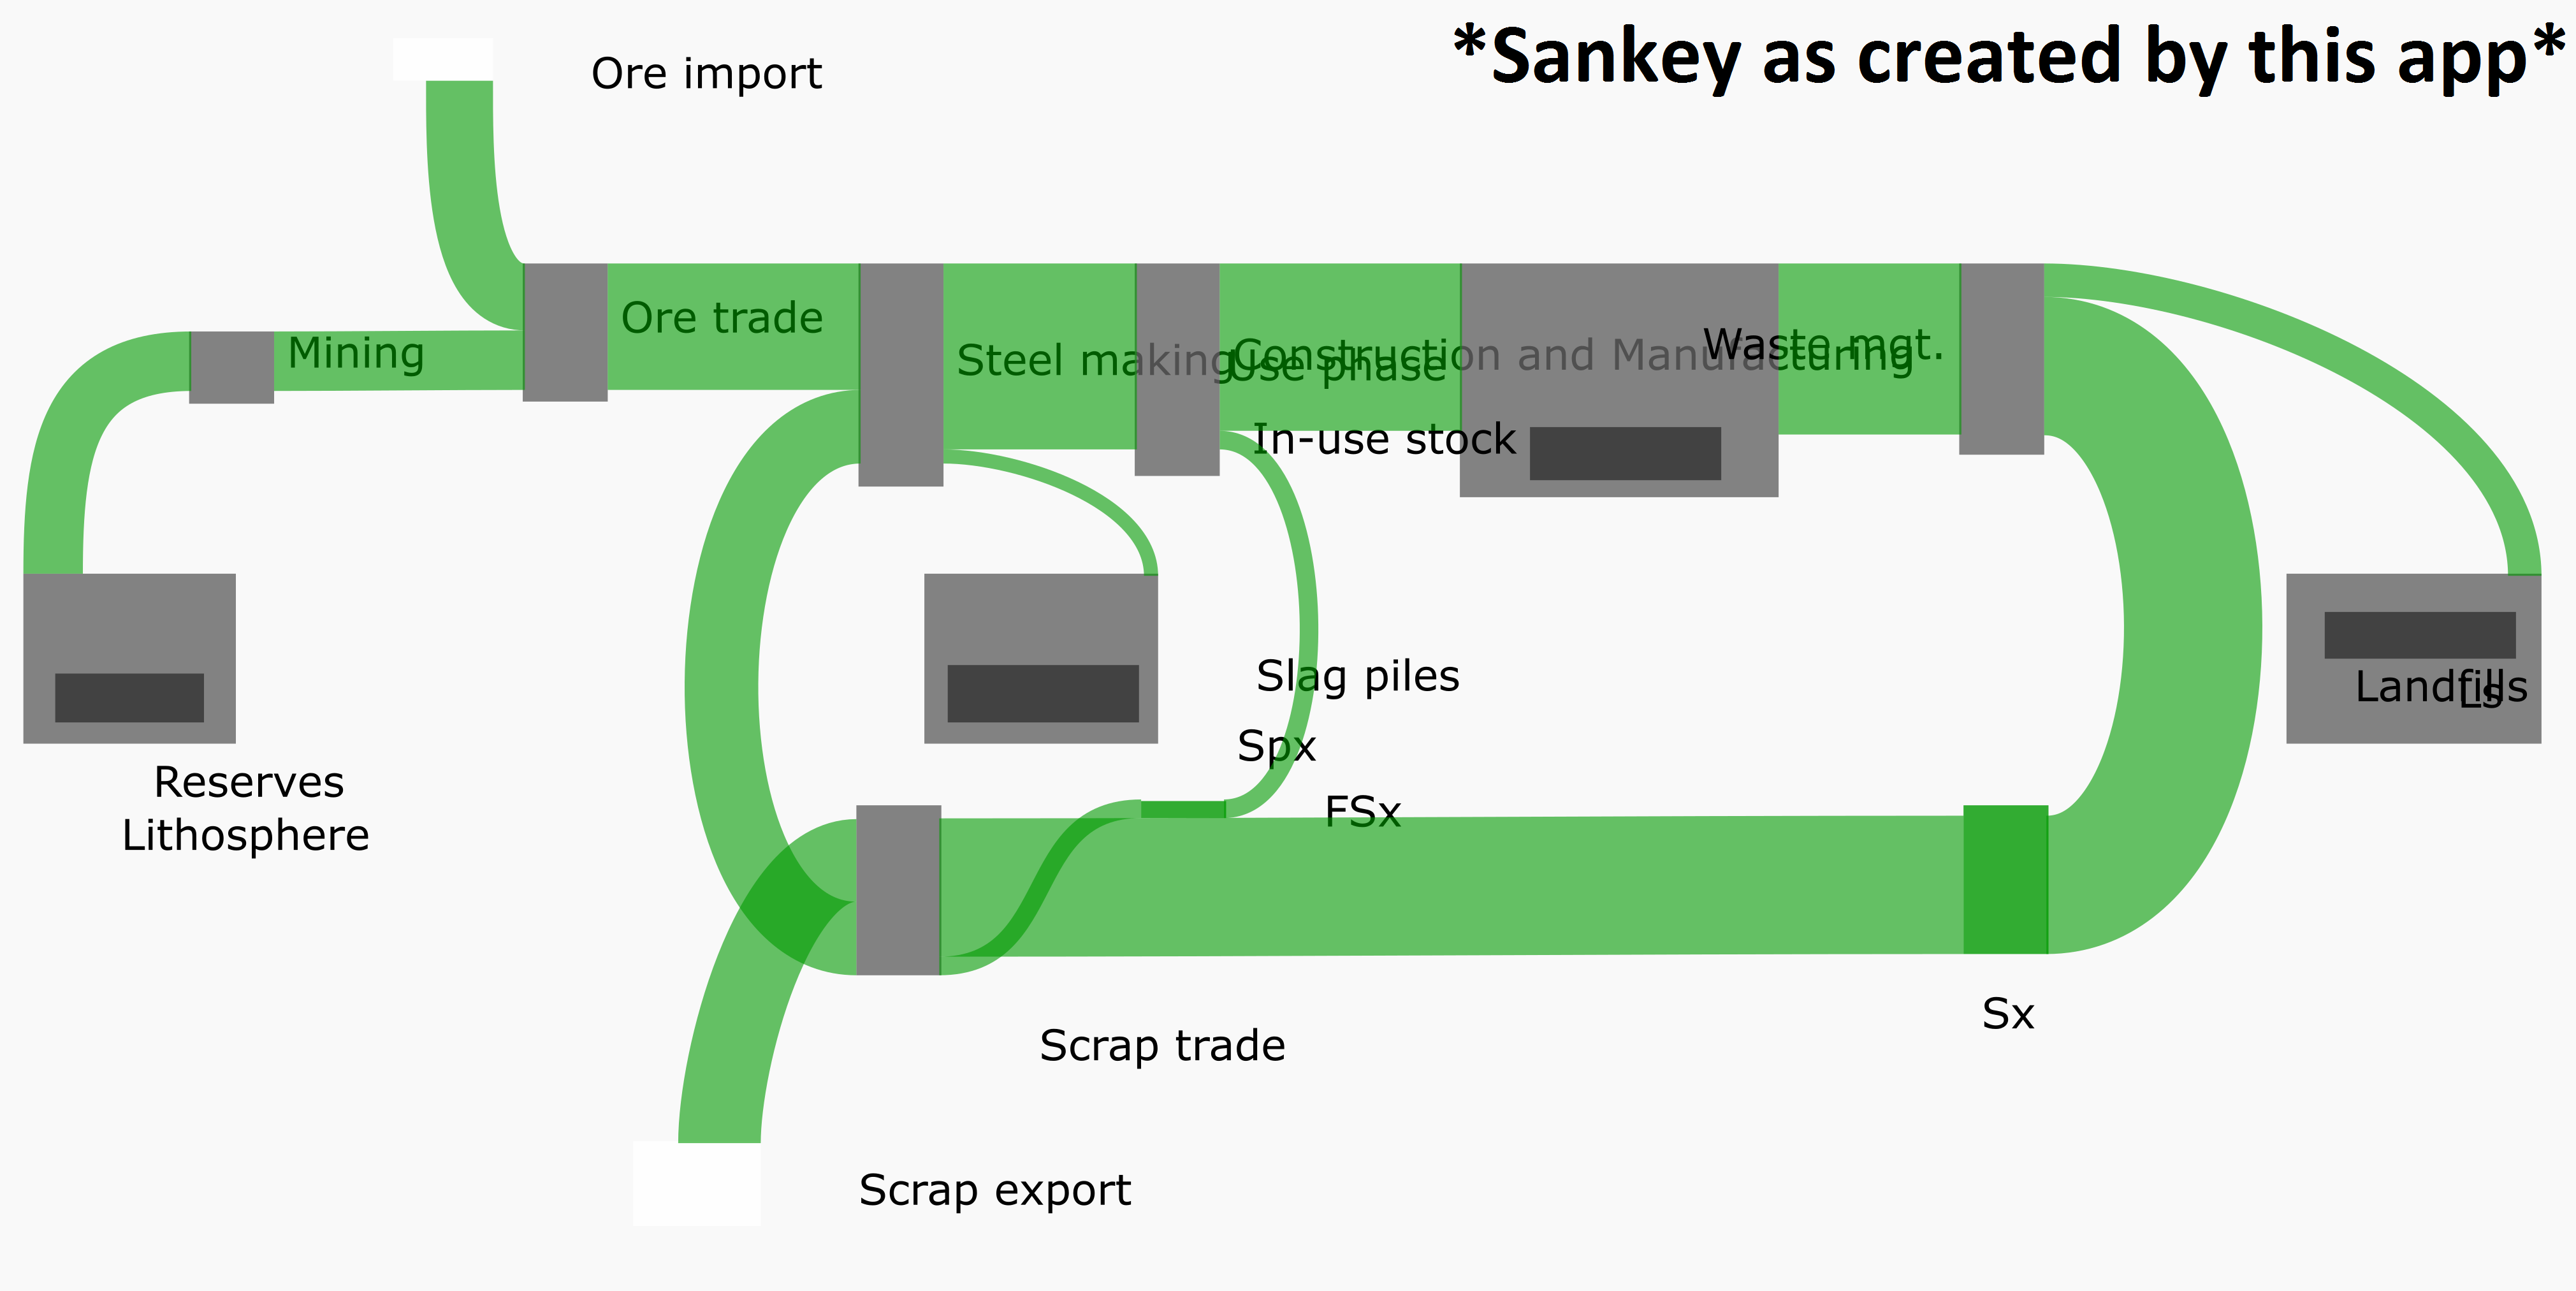 *Sankey as created by this app*
Ore import
Ore trade
Mining
Steel making
Use phase
Construction and Manufacturing
Waste mgt.
In-use stock
Slag piles
Landfills
Ls
Spx
FSx
Reserves
Lithosphere
Sx
Scrap trade
Scrap export